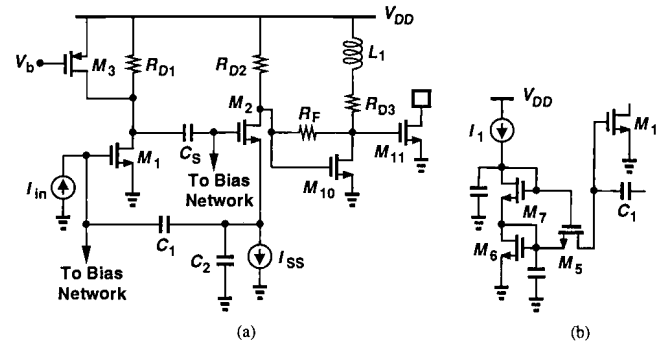 V_DD
V_b
M_3
R_D1
R_D2
L_1
M_2
R_F
R_D3
M_1
C_S
M_11
I_in
To Bias
Network
M_10
C_1
C_2
I_SS
To Bias
Network
(a)
V_DD
I_1
M_1
C_1
M_7
M_6
M_5
(b)